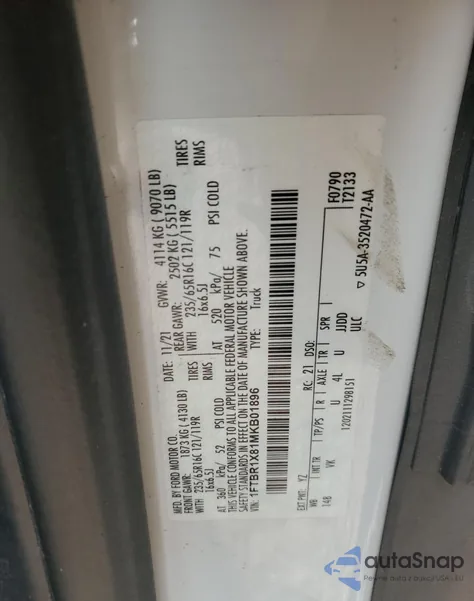 MFD. BY FORD MOTOR CO.
DATE: 11/21 GVWR: 4114 KG ( 9070 LB)
FRONT GAWR: 1873 KG ( 4130 LB) REAR GAWR: 2502 KG ( 5515 LB)
WITH 235/65R16C 121/119R TIRES WITH 235/65R16C 121/119R TIRES
16x6.5J RIMS 16x6.5J RIMS
AT 360 kPa/ 52 PSI COLD AT 520 kPa/ 75 PSI COLD
THIS VEHICLE CONFORMS TO ALL APPLICABLE FEDERAL MOTOR VEHICLE
SAFETY STANDARDS IN EFFECT ON THE DATE OF MANUFACTURE SHOWN ABOVE.
VIN: 1FTBR1X81MKB01896 TYPE: Truck
F0790
T2133
EXT PNT: YZ RC: 21 DSO:
WB INT TR TP/PS R AXLE TR SPR
148 VK U 4L U JJDD
ULC
1202111298151
▽ 5U5A-3520472-AA
autaSnap